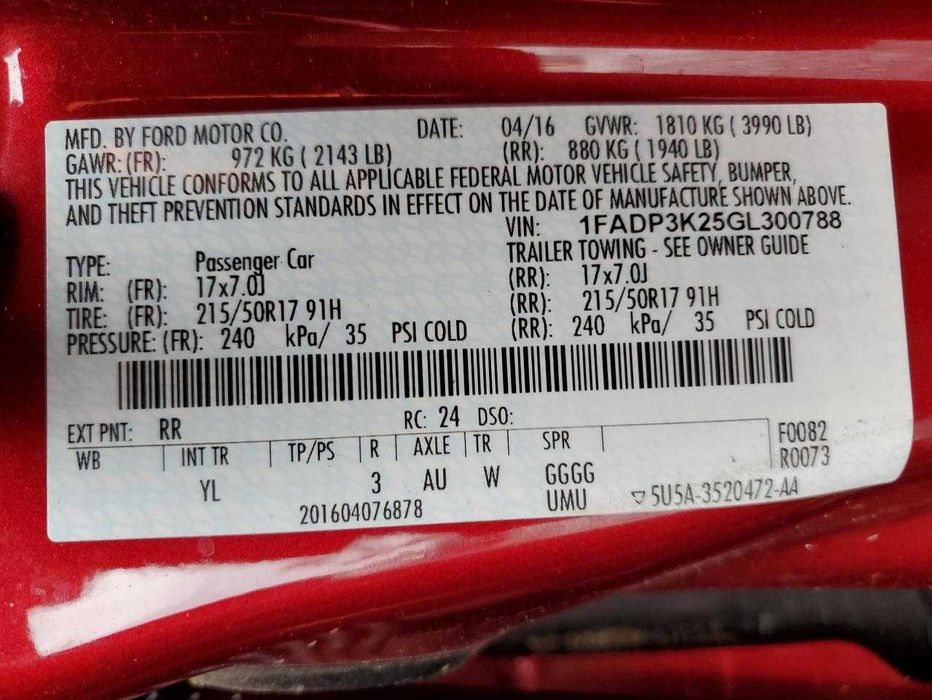 MFD. BY FORD MOTOR CO. DATE: 04/16 GVWR: 1810 KG ( 3990 LB)
GAWR: (FR): 972 KG ( 2143 LB) (RR): 880 KG ( 1940 LB)
THIS VEHICLE CONFORMS TO ALL APPLICABLE FEDERAL MOTOR VEHICLE SAFETY, BUMPER,
AND THEFT PREVENTION STANDARDS IN EFFECT ON THE DATE OF MANUFACTURE SHOWN ABOVE.
VIN: 1FADP3K25GL300788
TYPE: Passenger Car TRAILER TOWING - SEE OWNER GUIDE
RIM: (FR): 17x7.0J (RR): 17x7.0J
TIRE: (FR): 215/50R17 91H (RR): 215/50R17 91H
PRESSURE: (FR): 240 kPa/ 35 PSI COLD (RR): 240 kPa/ 35 PSI COLD
EXT PNT: RR RC: 24 DSO:
WB INT TR TP/PS R AXLE TR SPR F0082
R0073
YL 3 AU W GGGG
201604076878 UMU ▽5U5A-3520472-AA